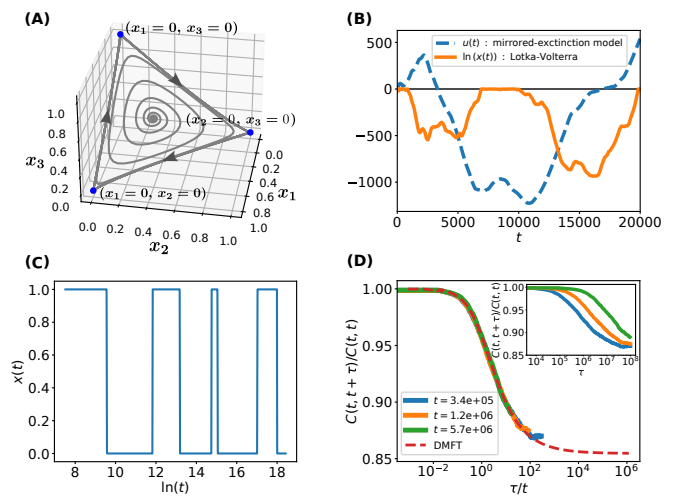 (A)
(x₁ = 0, x₃ = 0)
(x₂ = 0, x₃ = 0)
(x₁ = 0, x₂ = 0)
1.0
0.8
0.6
0.4
0.2
0.0
x₃
0.0
0.2
0.4
0.6
0.8
1.0
x₂
0.0
0.2
0.4
0.6
0.8
1.0
x₁
(B)
u(t) : mirrored-exctinction model
ln(x(t)) : Lotka-Volterra
500
0
−500
−1000
0
5000
10000
15000
20000
t
(C)
1.0
0.8
0.6
0.4
0.2
0.0
x(t)
8
10
12
14
16
18
ln(t)
(D)
1.00
0.95
0.90
0.85
C(t, t + τ)/C(t, t)
10⁻²
10⁰
10²
10⁴
10⁶
τ/t
t = 3.4e+05
t = 1.2e+06
t = 5.7e+06
DMFT
C(t, t + τ)/C(t, t)
1.00
0.95
0.90
0.85
10⁴
10⁵
10⁶
10⁷
10⁸
τ